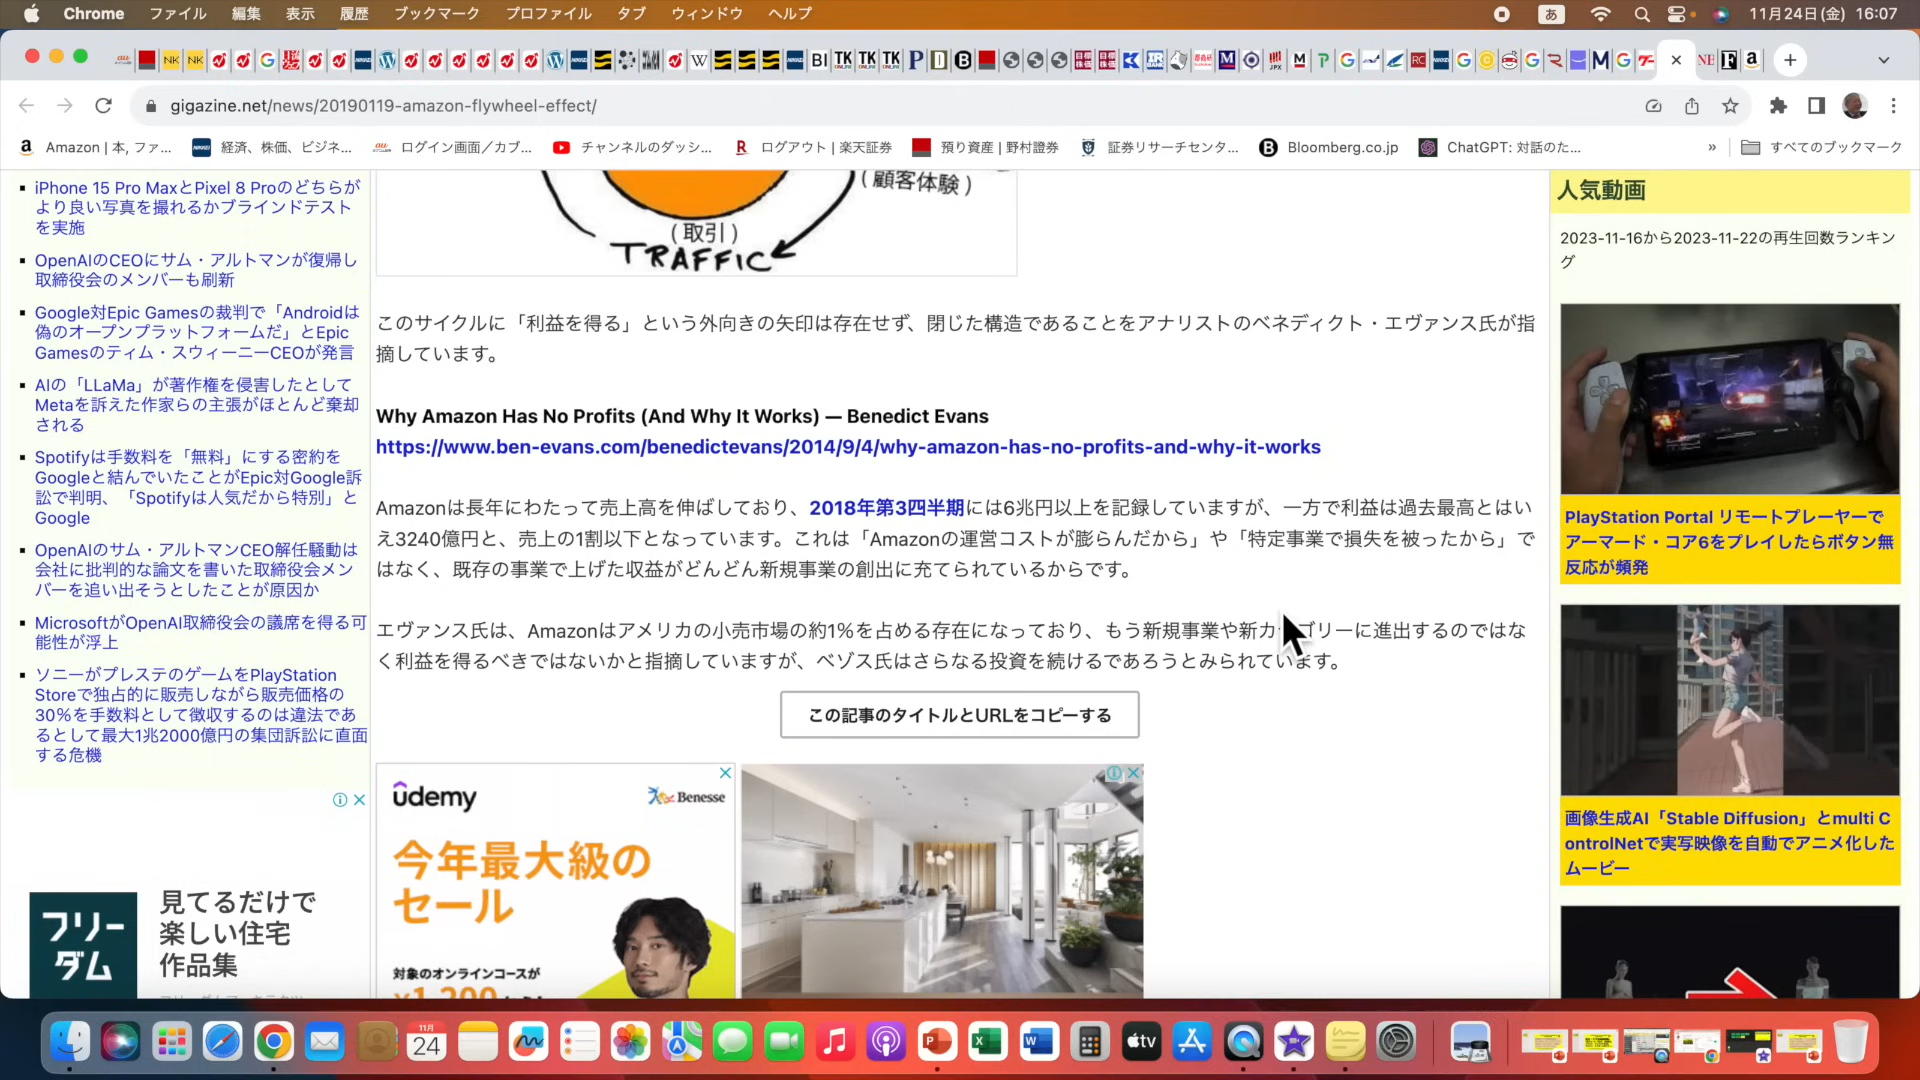 Chrome ファイル 編集 表示 履歴 ブックマーク プロファイル タブ ウィンドウ ヘルプ
あ 11月24日(金) 16:07
gigazine.net/news/20190119-amazon-flywheel-effect/
Amazon | 本, ファ...
経済、株価、ビジネ...
ログイン画面／カブ...
チャンネルのダッシ...
ログアウト | 楽天証券
預り資産 | 野村證券
証券リサーチセンタ...
Bloomberg.co.jp
ChatGPT: 対話のた...
»
すべてのブックマーク
iPhone 15 Pro MaxとPixel 8 Proのどちらが
より良い写真を撮れるかブラインドテスト
を実施
OpenAIのCEOにサム・アルトマンが復帰し
取締役会のメンバーも刷新
Google対Epic Gamesの裁判で「Androidは
偽のオープンプラットフォームだ」とEpic
GamesのティムスウィーニーCEOが発言
AIの「LLaMa」が著作権を侵害したとして
Metaを訴えた作家らの主張がほとんど棄却
される
Spotifyは手数料を「無料」にする密約を
Googleと結んでいたことがEpic対Google訴
訟で判明、「Spotifyは人気だから特別」と
Google
OpenAIのサム・アルトマンCEO解任騒動は
会社に批判的な論文を書いた取締役会メン
バーを追い出そうとしたことが原因か
MicrosoftがOpenAI取締役会の議席を得る可
能性が浮上
ソニーがプレステのゲームをPlayStation
Storeで独占的に販売しながら販売価格の
30%を手数料として徴収するのは違法であ
るとして最大1兆2000億円の集団訴訟に直面
する危機
フリー
ダム
見てるだけで
楽しい住宅
作品集
(顧客体験)
(取引)
TRAFFIC
このサイクルに「利益を得る」という外向きの矢印は存在せず、閉じた構造であることをアナリストのベネディクト・エヴァンス氏が指
摘しています。
Why Amazon Has No Profits (And Why It Works) — Benedict Evans
https://www.ben-evans.com/benedictevans/2014/9/4/why-amazon-has-no-profits-and-why-it-works
Amazonは長年にわたって売上高を伸ばしており、2018年第3四半期には6兆円以上を記録していますが、一方で利益は過去最高とはい
え3240億円と、売上の1割以下となっています。これは「Amazonの運営コストが膨らんだから」や「特定事業で損失を被ったから」で
はなく、既存の事業で上げた収益がどんどん新規事業の創出に充てられているからです。
エヴァンス氏は、Amazonはアメリカの小売市場の約1%を占める存在になっており、もう新規事業や新カ ゴリーに進出するのではな
く利益を得るべきではないかと指摘していますが、ベゾス氏はさらなる投資を続けるであろうとみられています。
この記事のタイトルとURLをコピーする
ûdemy
Benesse
今年最大級の
セール
対象のオンラインコースが
¥1,200
人気動画
2023-11-16から2023-11-22の再生回数ランキン
グ
PlayStation Portal リモートプレーヤーで
アーマード・コア6をプレイしたらボタン無
反応が頻発
画像生成AI「Stable Diffusion」とmulti C
ontrolNetで実写映像を自動でアニメ化した
ムービー
11月
24
tv